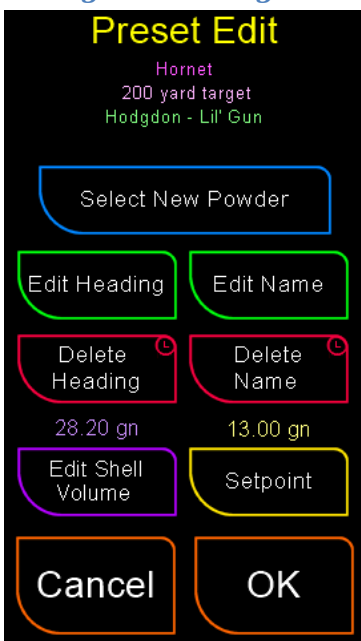 Preset Edit
Hornet
200 yard target
Hodgdon - Lil' Gun
Select New Powder
Edit Heading
Edit Name
Delete
Heading
Delete
Name
28.20 gn
13.00 gn
Edit Shell
Volume
Setpoint
Cancel
OK